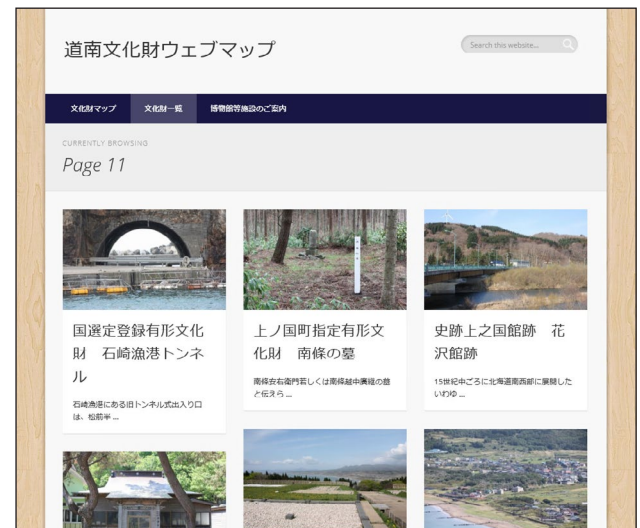 道南文化財ウェブマップ
Search this website...
文化財マップ 文化財一覧 博物館等施設のご案内
CURRENTLY BROWSING
Page 11
国選定登録有形文化
財 石崎漁港トンネ
ル
石崎漁港にある旧トンネル式出入り口
は、松前半 ...
上ノ国町指定有形文
化財 南條の墓
南條安右衛門若しくは南條越中廣継の墓
と伝えら ...
史跡上之国館跡 花
沢館跡
15世紀中ごろに北海道南西部に展開した
いわゆ ...